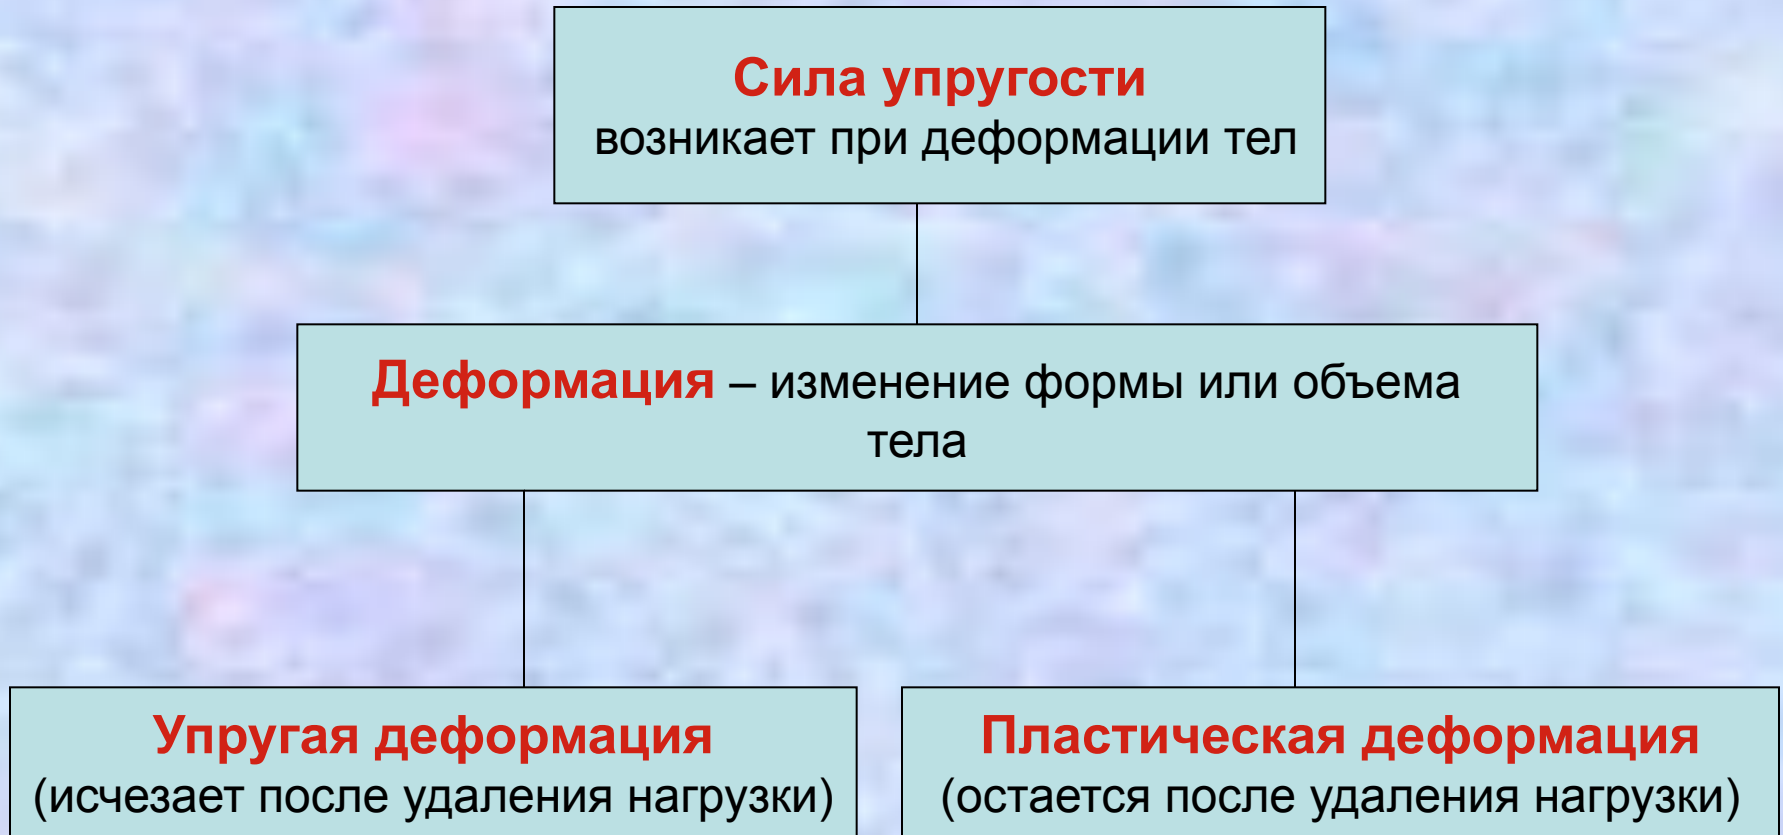 Сила упругости
возникает при деформации тел
Деформация – изменение формы или объема
тела
Упругая деформация
(исчезает после удаления нагрузки)
Пластическая деформация
(остается после удаления нагрузки)